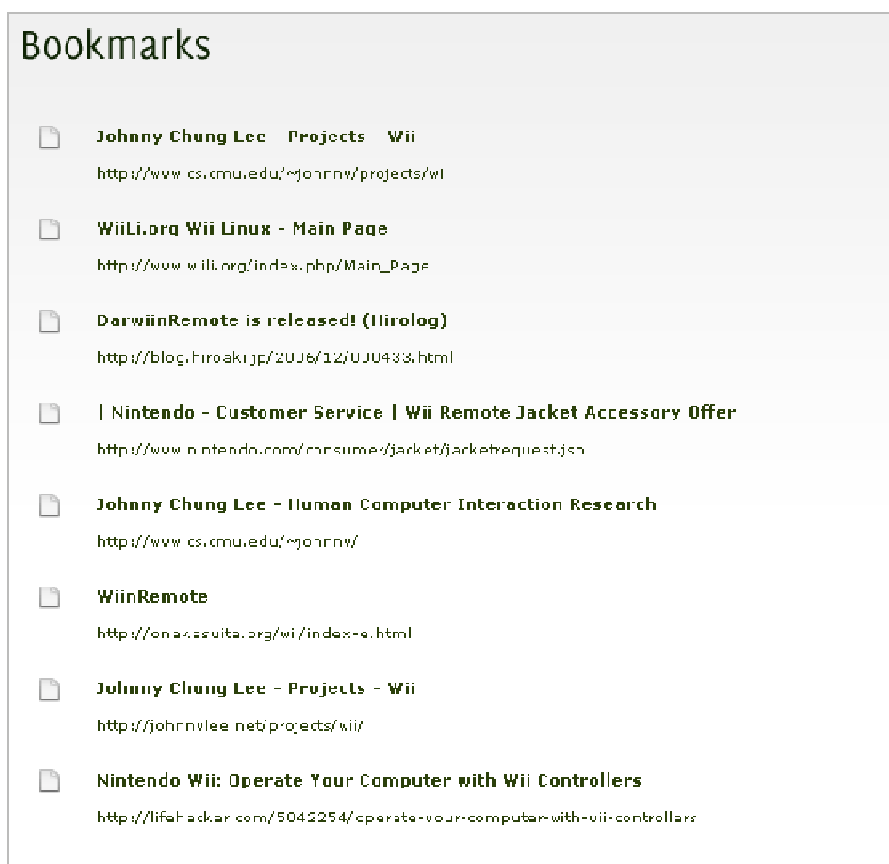 Bookmarks
Johnny Chung Lee - Projects - Wii
http://www.cs.cmu.edu/~johnny/projects/wi
WiiLi.org Wii Linux - Main Page
http://www.wiili.org/index.php/Main_Page
DarwiinRemote is released! (Hirolog)
http://blog.hiroaki.jp/2006/12/000433.html
| Nintendo - Customer Service | Wii Remote Jacket Accessory Offer
http://www.nintendo.com/consumer/jacket/jacketrequest.jsp
Johnny Chung Lee - Human Computer Interaction Research
http://www.cs.cmu.edu/~johnny/
WiinRemote
http://onakasuita.org/wii/index-e.html
Johnny Chung Lee - Projects - Wii
http://johnnylee.net/projects/wii/
Nintendo Wii: Operate Your Computer with Wii Controllers
http://lifehacker.com/5042254/operate-your-computer-with-wii-controllers